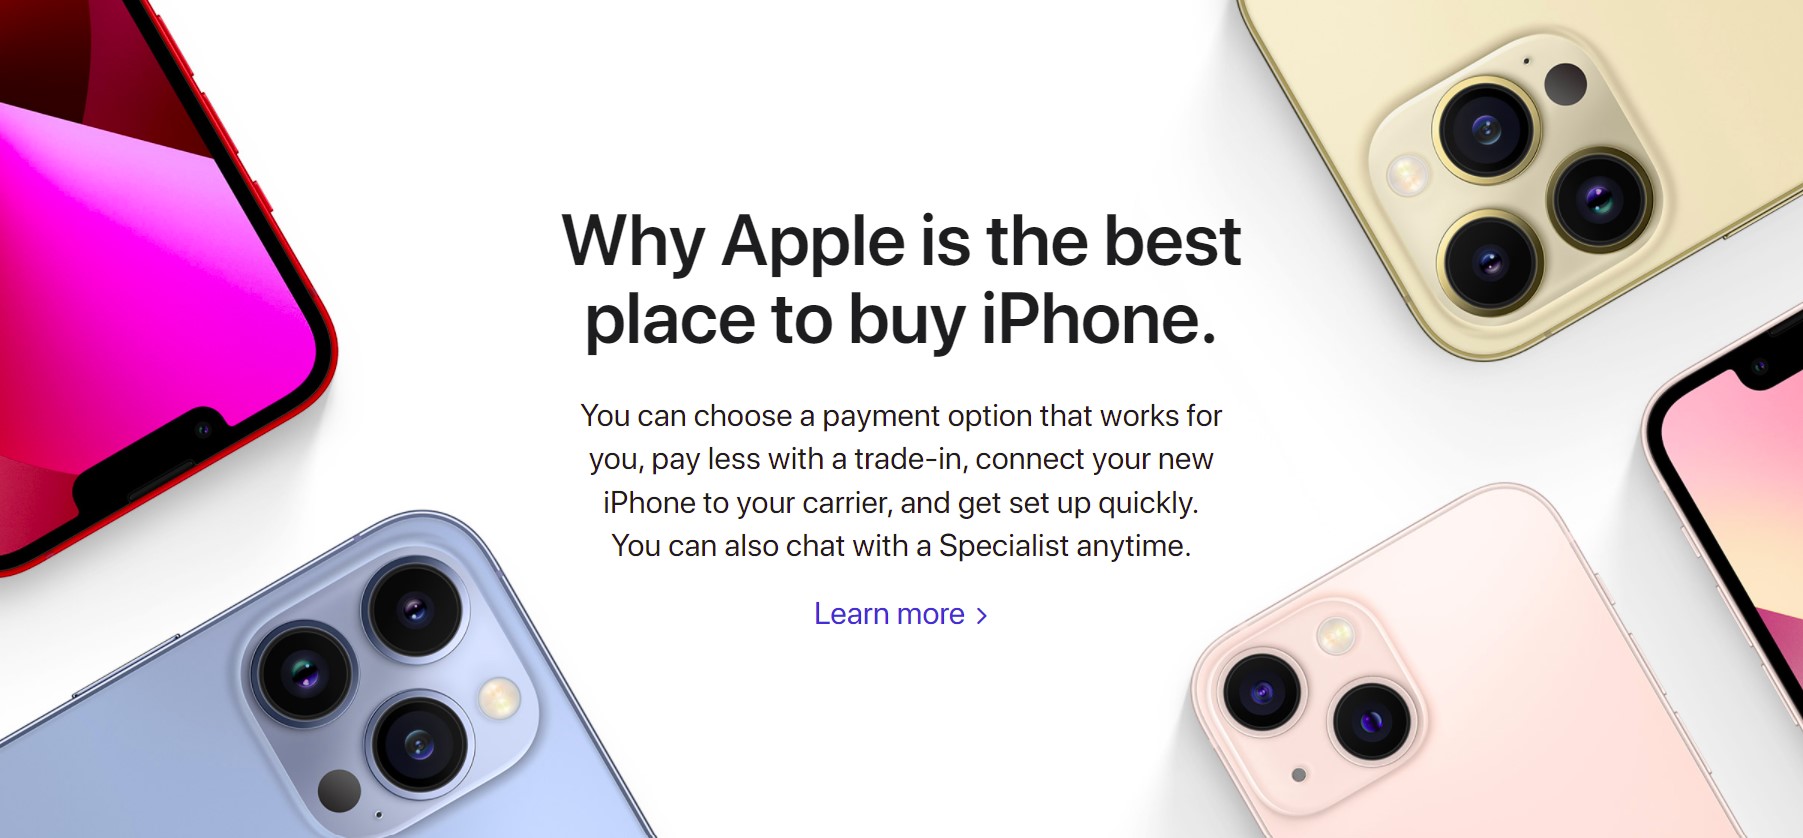 Why Apple is the best
place to buy iPhone.
You can choose a payment option that works for
you, pay less with a trade-in, connect your new
iPhone to your carrier, and get set up quickly.
You can also chat with a Specialist anytime.
Learn more >